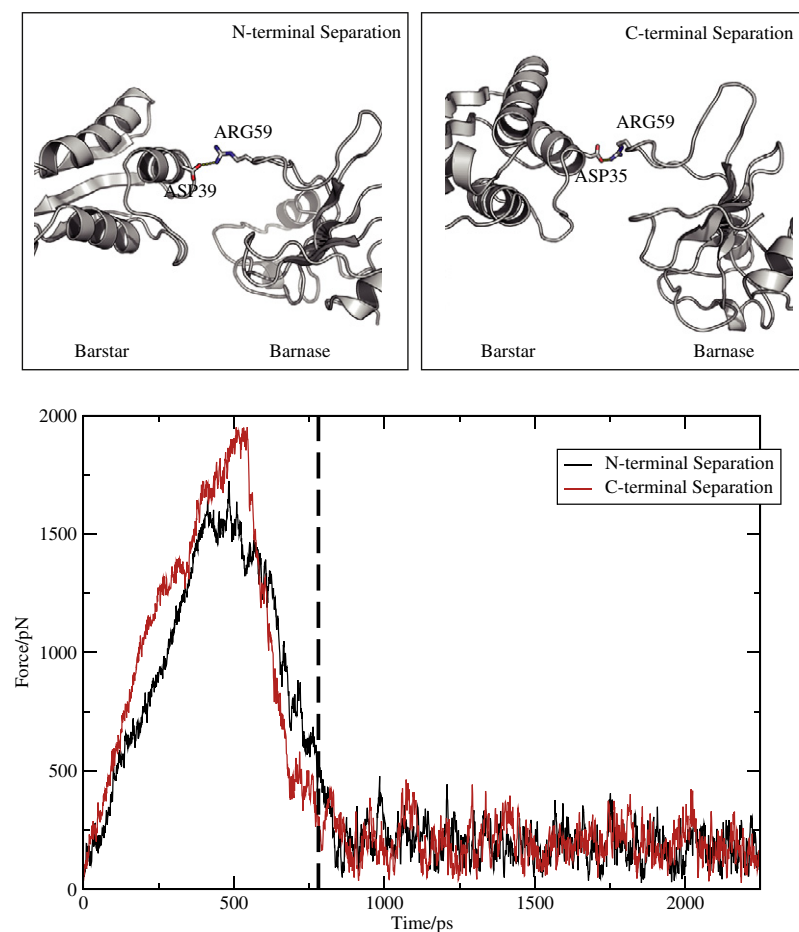 N-terminal Separation
ARG59
ASP39
Barstar Barnase
C-terminal Separation
ARG59
ASP35
Barstar Barnase
2000
1500
1000
500
0
Force/pN
N-terminal Separation
C-terminal Separation
0 500 1000 1500 2000
Time/ps